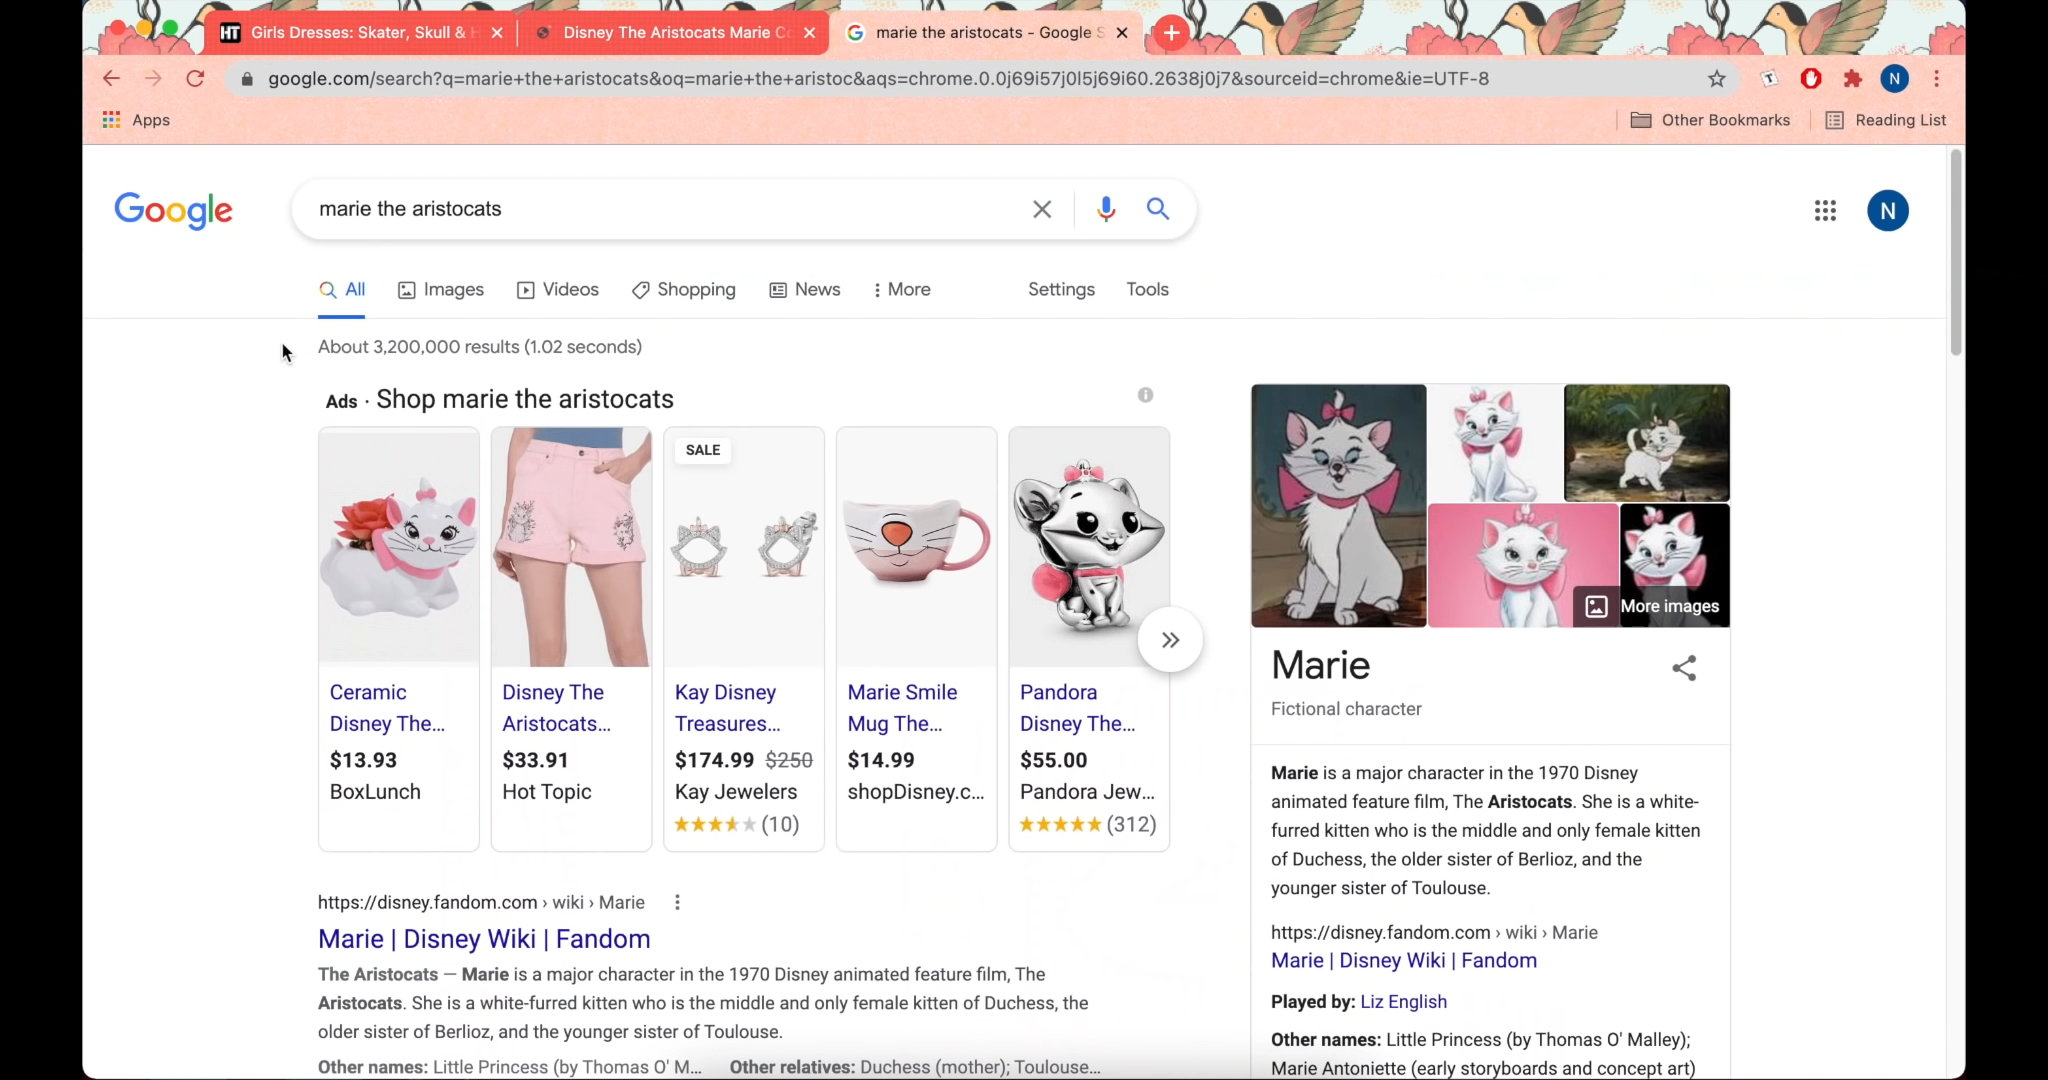 HT Girls Dresses: Skater, Skull & H
Disney The Aristocats Marie C
marie the aristocats - Google S
google.com/search?q=marie+the+aristocats&oq=marie+the+aristoc&aqs=chrome.0.0j69i57j0l5j69i60.2638j0j7&sourceid=chrome&ie=UTF-8
N
Apps
Other Bookmarks
Reading List
Google
marie the aristocats
N
All
Images
Videos
Shopping
News
More
Settings
Tools
About 3,200,000 results (1.02 seconds)
Ads · Shop marie the aristocats
Ceramic
Disney The...
$13.93
BoxLunch
Disney The
Aristocats...
$33.91
Hot Topic
SALE
Kay Disney
Treasures...
$174.99 $250
Kay Jewelers
(10)
Marie Smile
Mug The...
$14.99
shopDisney.c...
Pandora
Disney The...
$55.00
Pandora Jew...
(312)
https://disney.fandom.com › wiki › Marie
Marie | Disney Wiki | Fandom
The Aristocats — Marie is a major character in the 1970 Disney animated feature film, The
Aristocats. She is a white-furred kitten who is the middle and only female kitten of Duchess, the
older sister of Berlioz, and the younger sister of Toulouse.
Other names: Little Princess (by Thomas O' M... Other relatives: Duchess (mother); Toulouse...
More images
Marie
Fictional character
Marie is a major character in the 1970 Disney
animated feature film, The Aristocats. She is a white-
furred kitten who is the middle and only female kitten
of Duchess, the older sister of Berlioz, and the
younger sister of Toulouse.
https://disney.fandom.com › wiki › Marie
Marie | Disney Wiki | Fandom
Played by: Liz English
Other names: Little Princess (by Thomas O' Malley);
Marie Antoniette (early storyboards and concept art)